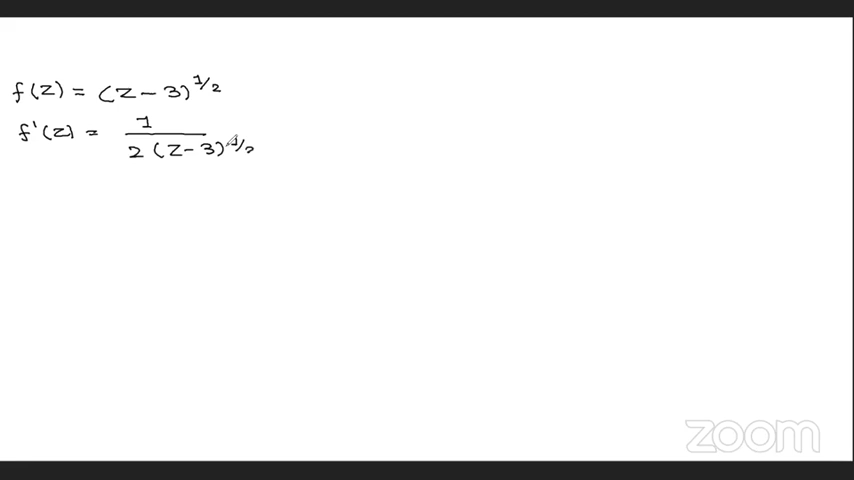 f(z) = (z-3)^1/2
f'(z) = 1 / 2(z-3)^1/2
zoom